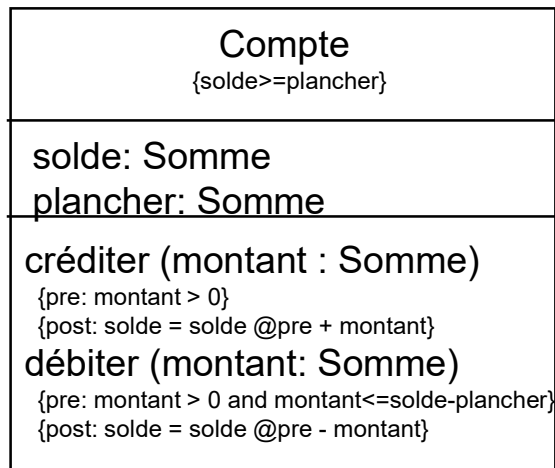 Compte
{solde>=plancher}
solde: Somme
plancher: Somme
créditer (montant : Somme)
{pre: montant > 0}
{post: solde = solde @pre + montant}
débiter (montant: Somme)
{pre: montant > 0 and montant<=solde-plancher}
{post: solde = solde @pre - montant}